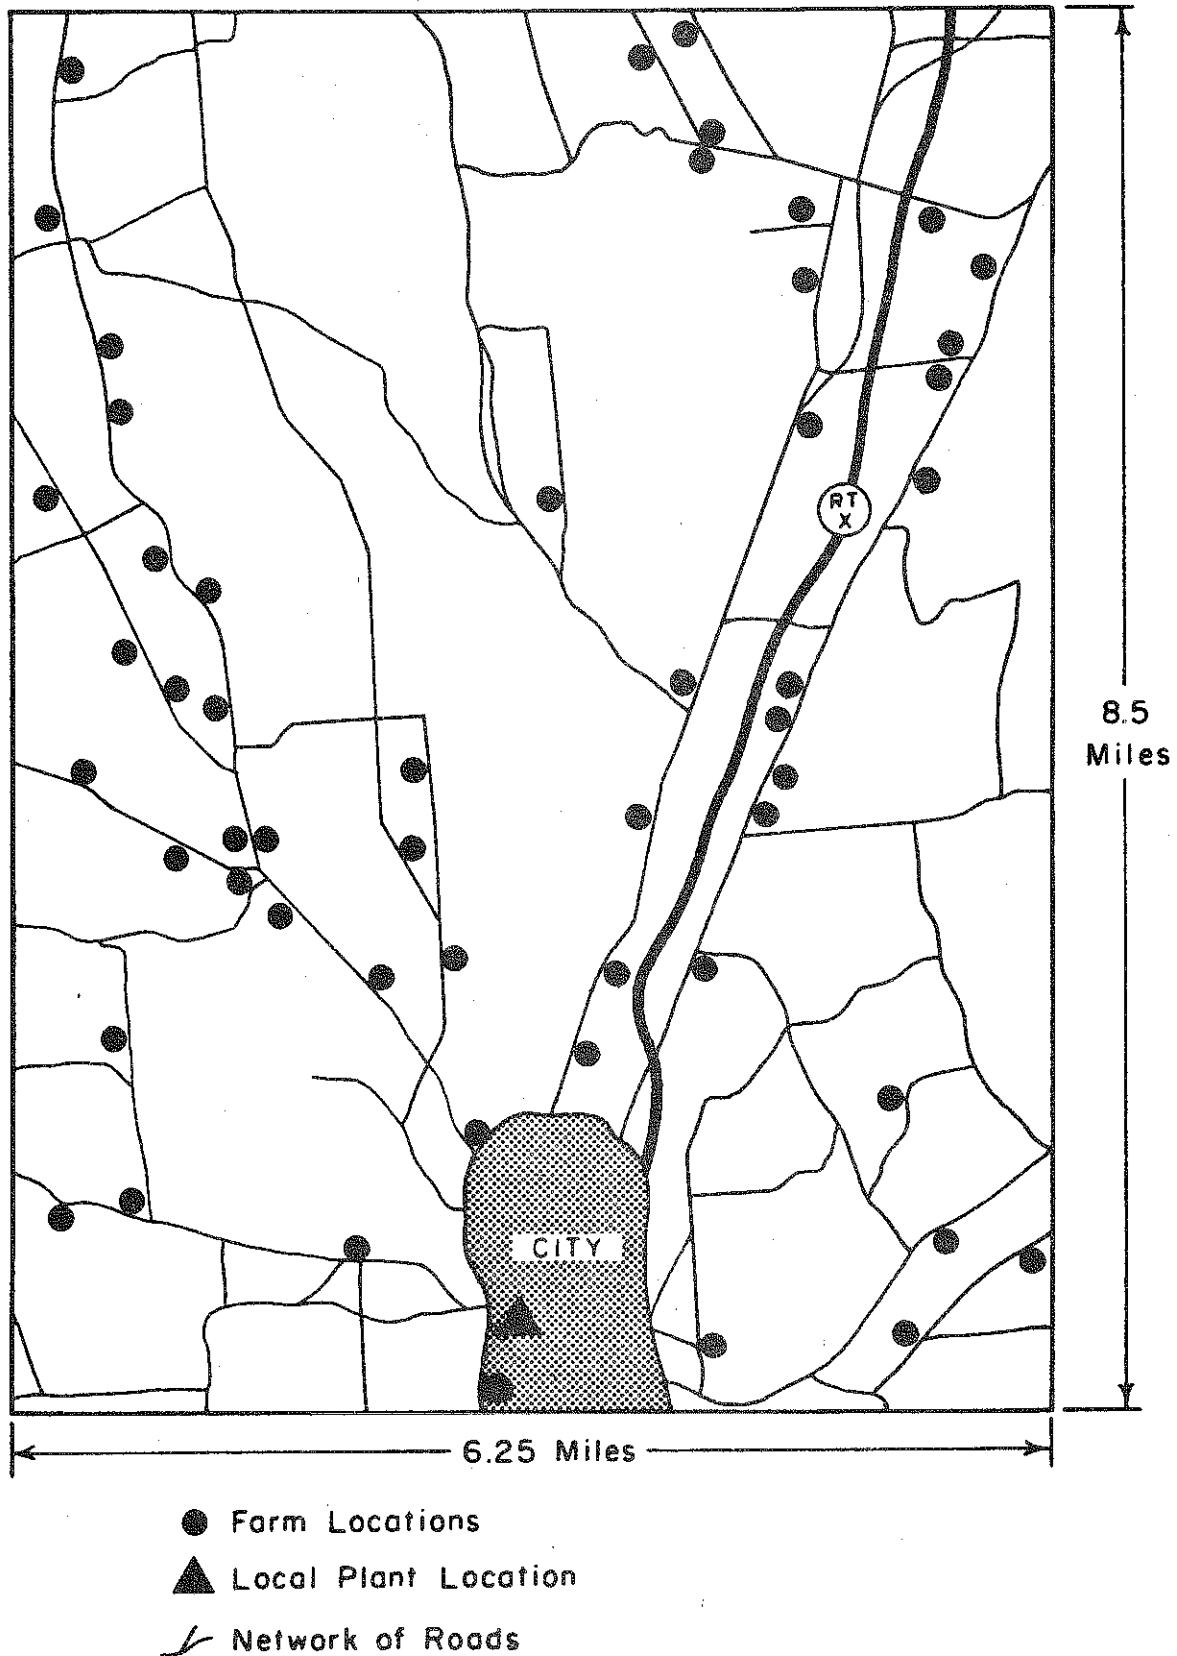 RT
X
8.5
Miles
CITY
6.25 Miles
Farm Locations
Local Plant Location
Network of Roads